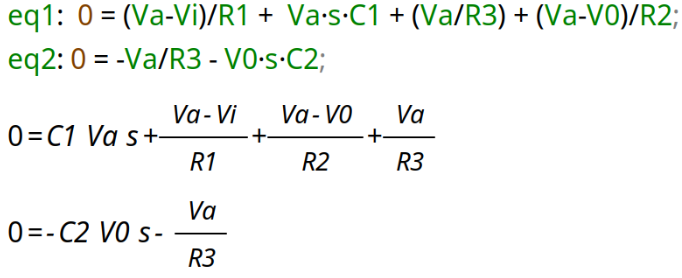 eq1: 0 = (Va-Vi)/R1 + Va·s·C1 + (Va/R3) + (Va-V0)/R2;
eq2: 0 = -Va/R3 - V0·s·C2;
0=C1 Va s+(Va-Vi)/R1+(Va-V0)/R2+Va/R3
0=-C2 V0 s-Va/R3